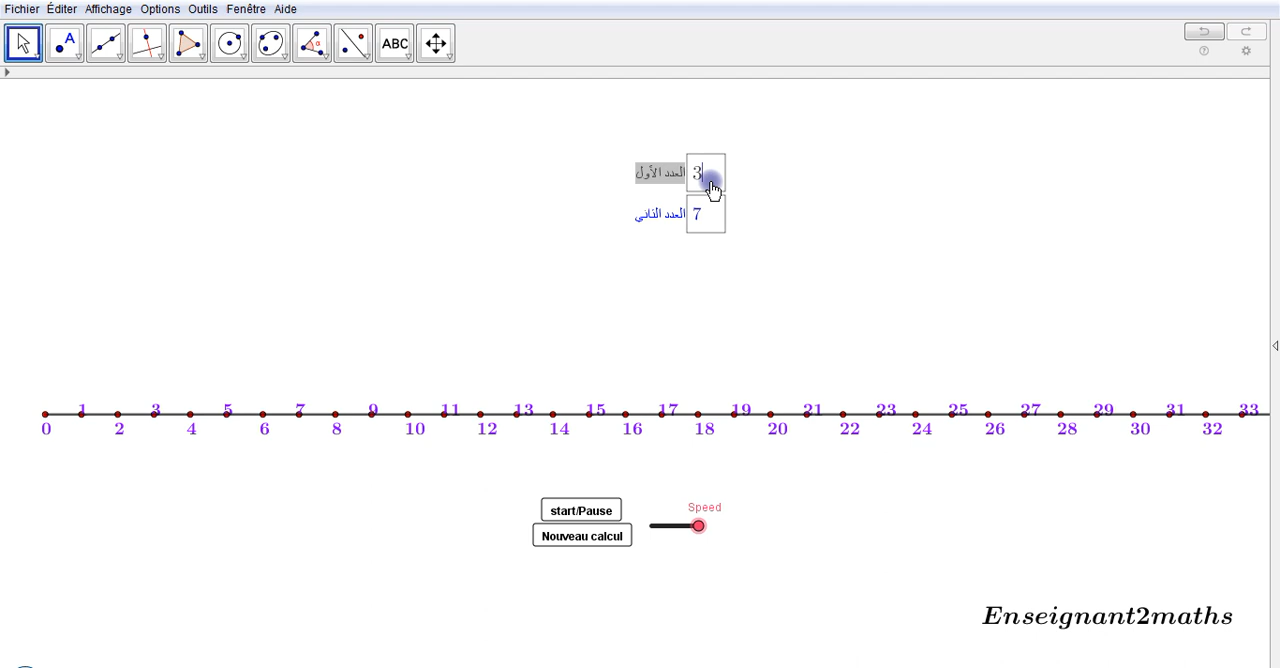 Fichier Éditer Affichage Options Outils Fenêtre Aide
A α ABC
العدد الأول 3
العدد الثاني 7
1 3 5 7 9 11 13 15 17 19 21 23 25 27 29 31 33
0 2 4 6 8 10 12 14 16 18 20 22 24 26 28 30 32
Speed
start/Pause
Nouveau calcul
Enseignant2maths